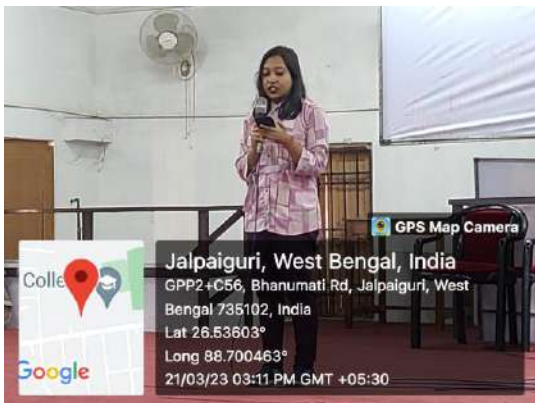 GPS Map Camera
Colle
Google
Jalpaiguri, West Bengal, India
GPP2+C56, Bhanumati Rd, Jalpaiguri, West
Bengal 735102, India
Lat 26.53603°
Long 88.700463°
21/03/23 03:11 PM GMT +05:30